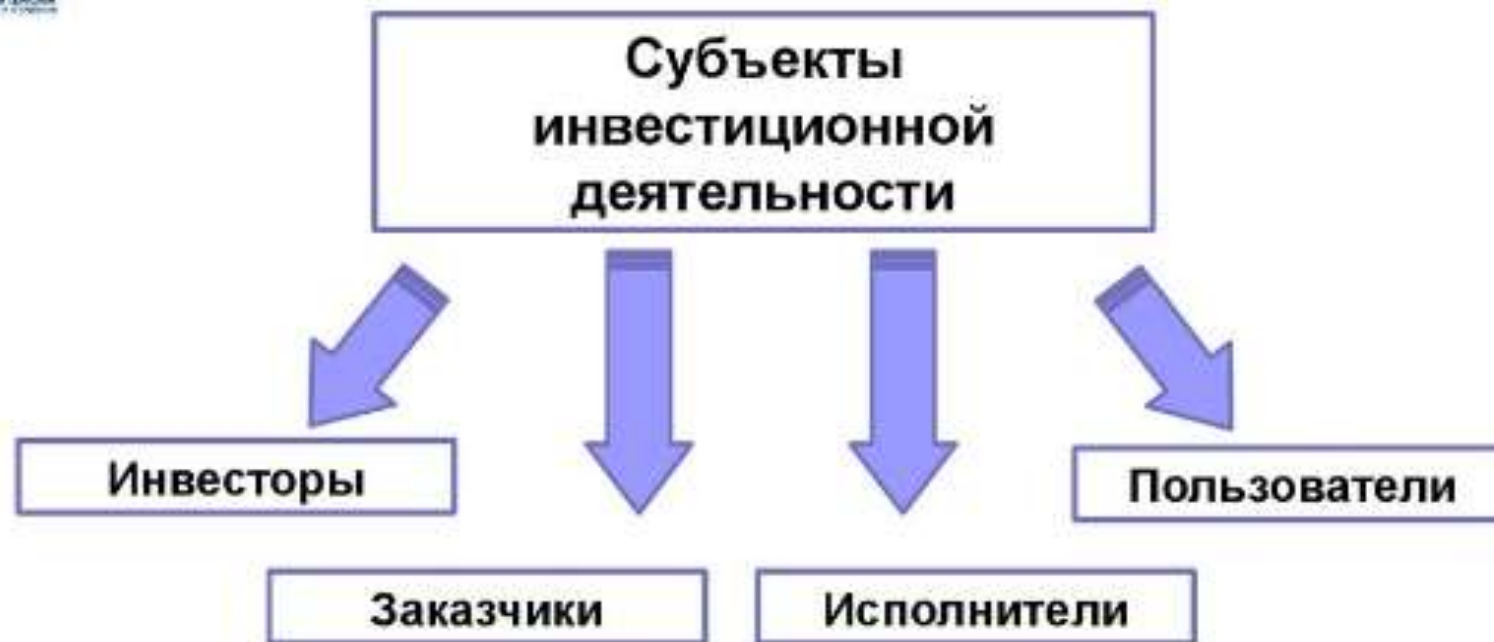 Субъекты
инвестиционной
деятельности
Инвесторы
Пользователи
Заказчики
Исполнители